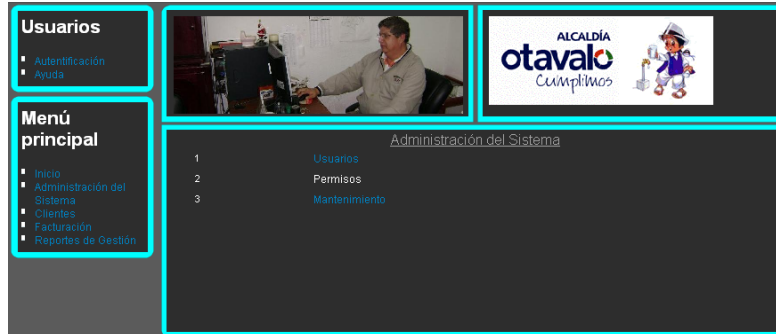 Usuarios
Autentificación
Ayuda
Menú
principal
Inicio
Administración del
Sistema
Clientes
Facturación
Reportes de Gestión
ALCALDÍA
otavalo
Cumplimos
Administración del Sistema
1 Usuarios
2 Permisos
3 Mantenimiento